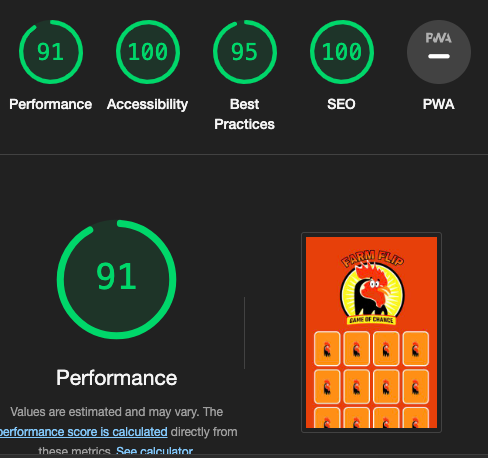 91
100
95
100
PWA
Performance
Accessibility
Best
Practices
SEO
PWA
91
Performance
Values are estimated and may vary. The
performance score is calculated directly from
these metrics. See calculator.
FARM FLIP
GAME OF CHANCE